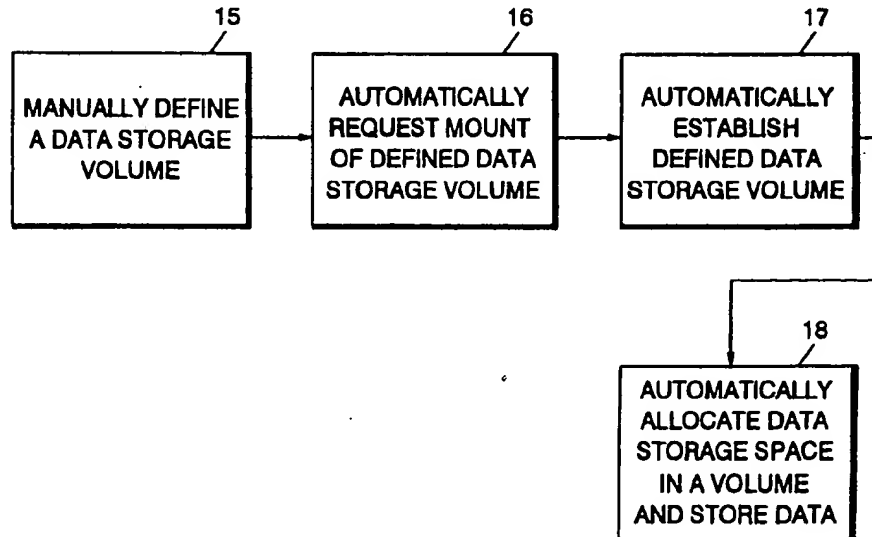 15
MANUALLY DEFINE
A DATA STORAGE
VOLUME
16
AUTOMATICALLY
REQUEST MOUNT
OF DEFINED DATA
STORAGE VOLUME
17
AUTOMATICALLY
ESTABLISH
DEFINED DATA
STORAGE VOLUME
18
AUTOMATICALLY
ALLOCATE DATA
STORAGE SPACE
IN A VOLUME
AND STORE DATA